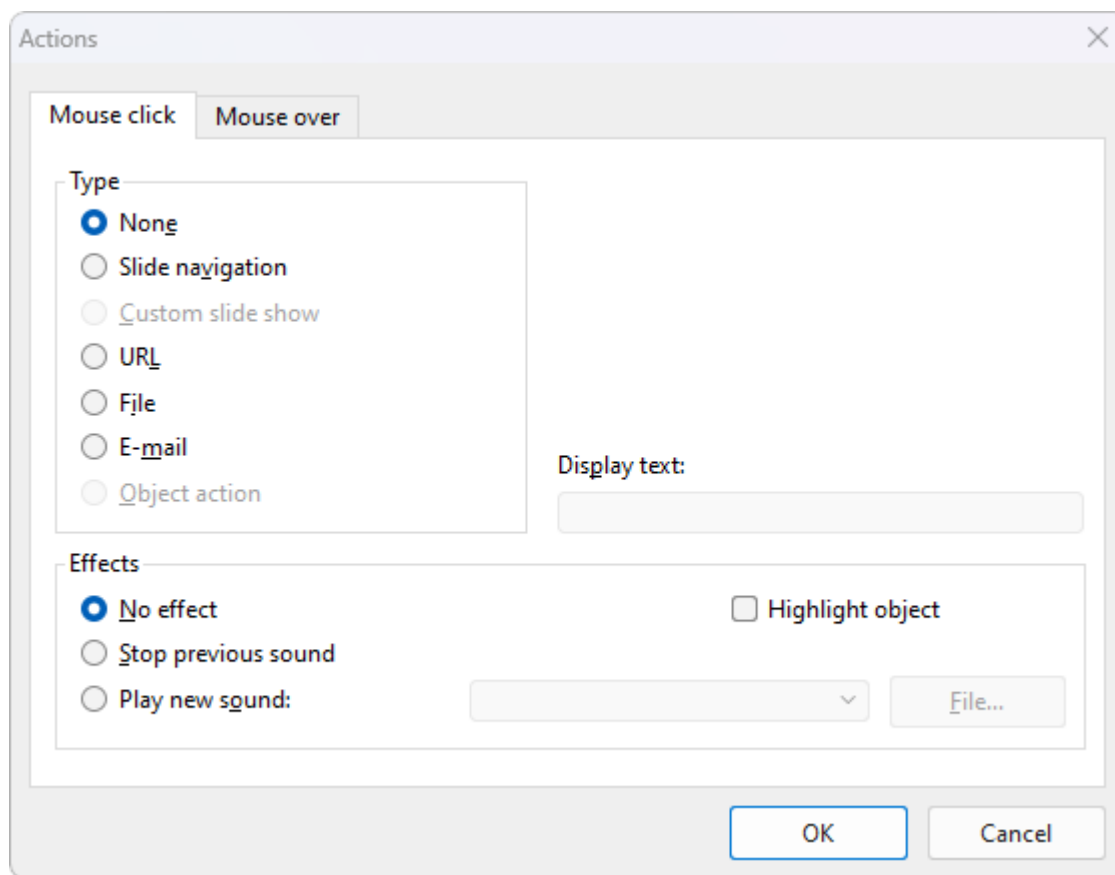 Actions
Mouse click
Mouse over
Type
None
Slide navigation
Custom slide show
URL
File
E-mail
Object action
Display text:
Effects
No effect
Highlight object
Stop previous sound
Play new sound:
File...
OK
Cancel